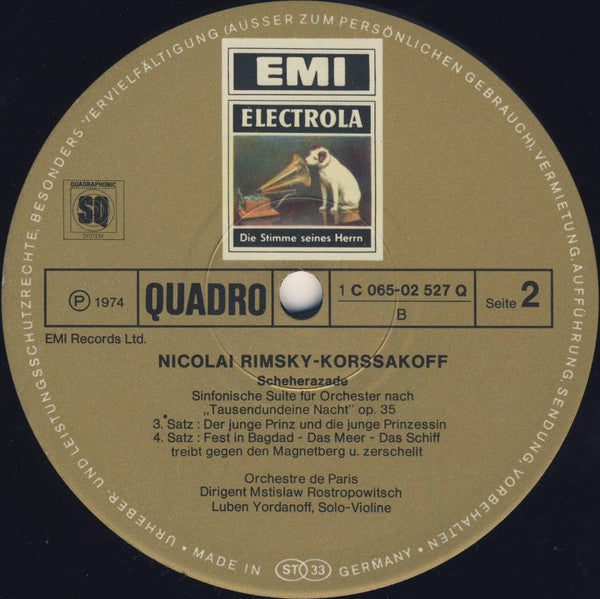 URHEBER- UND LEISTUNGSSCHUTZRECHTE, BESONDERS VERVIELFÄLTIGUNG (AUSSER ZUM PERSÖNLICHEN GEBRAUCH), VERMIETUNG, AUFFÜHRUNG, SENDUNG, VORBEHALTEN
EMI
ELECTROLA
Die Stimme seines Herrn
QUADRAPHONIC
SQ
SYSTEM
Ⓟ 1974
QUADRO
1 C 065-02 527 Q
B
Seite 2
EMI Records Ltd.
NICOLAI RIMSKY-KORSSAKOFF
Scheherazade
Sinfonische Suite für Orchester nach
„Tausendundeine Nacht" op. 35
3. Satz : Der junge Prinz und die junge Prinzessin
4. Satz : Fest in Bagdad - Das Meer - Das Schiff
treibt gegen den Magnetberg u. zerschellt
Orchestre de Paris
Dirigent Mstislaw Rostropowitsch
Luben Yordanoff, Solo-Violine
• MADE IN ST 33 GERMANY •